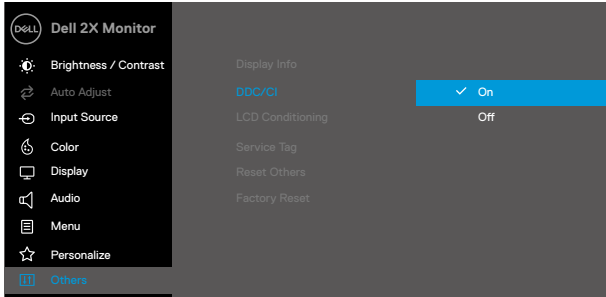 DELL Dell 2X Monitor
Brightness / Contrast
Auto Adjust
Input Source
Color
Display
Audio
Menu
Personalize
Others
Display Info
DDC/CI
LCD Conditioning
Service Tag
Reset Others
Factory Reset
On
Off